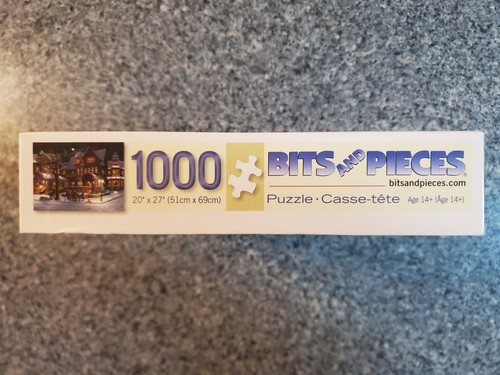 1000
20" x 27" (51cm x 69cm)
BITS AND PIECES®
bitsandpieces.com
Puzzle · Casse-tête Age 14+ (Âge 14+)